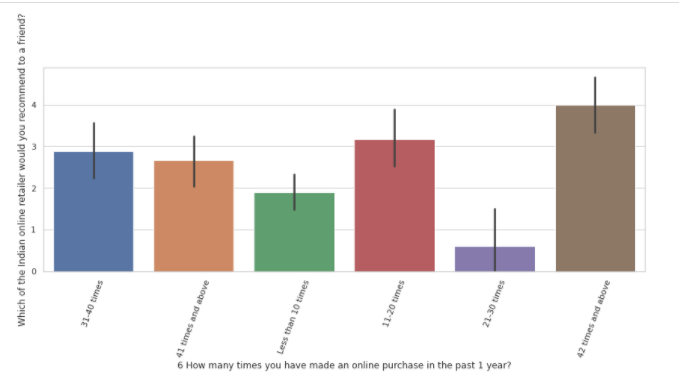 Which of the Indian online retailer would you recommend to a friend?
4
3
2
1
0
31-40 times
41 times and above
Less than 10 times
11-20 times
21-30 times
42 times and above
6 How many times you have made an online purchase in the past 1 year?